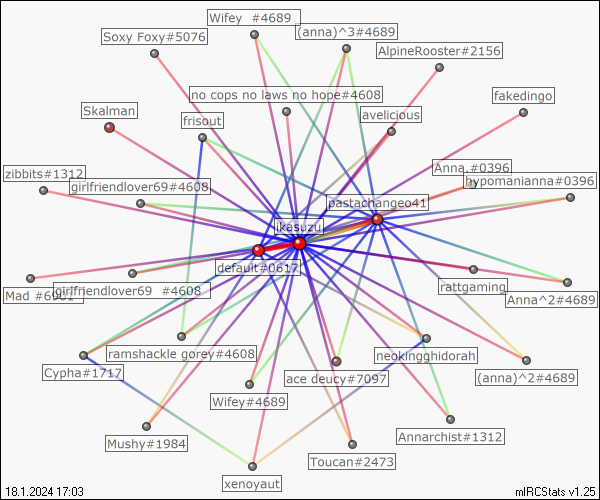 Wifey #4689
(anna)^3#4689
Soxy Foxy#5076
AlpineRooster#2156
no cops no laws no hope#4608
fakedingo
Skalman
frisout
avelicious
zibbits#1312
Anna.#0396
girlfriendlover69#4608
hypomanianna#0396
pastachangeo41
ikasuzu
default#0617
Mad #6901
girlfriendlover69 #4608
rattgaming
Anna^2#4689
ramshackle gorey#4608
neokingghidorah
Cypha#1717
ace deucy#7097
(anna)^2#4689
Wifey#4689
Mushy#1984
Annarchist#1312
Toucan#2473
xenoyaut
18.1.2024 17:03
mIRCStats v1.25